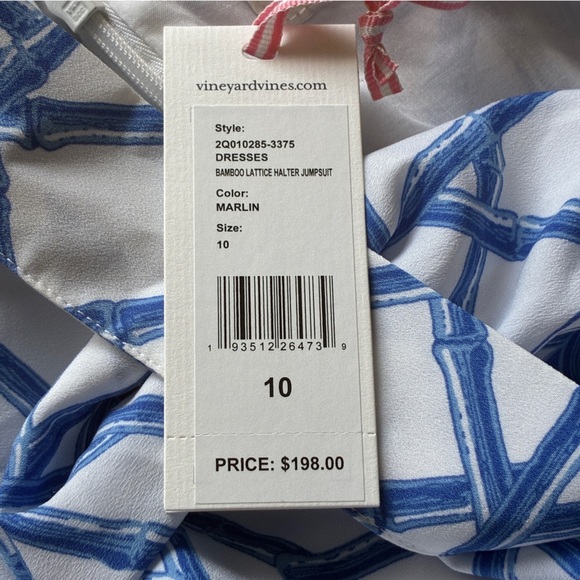 vineyardvines.com
Style:
2Q010285-3375
DRESSES
BAMBOO LATTICE HALTER JUMPSUIT
Color:
MARLIN
Size:
10
1 93512 26473 9
10
PRICE: $198.00